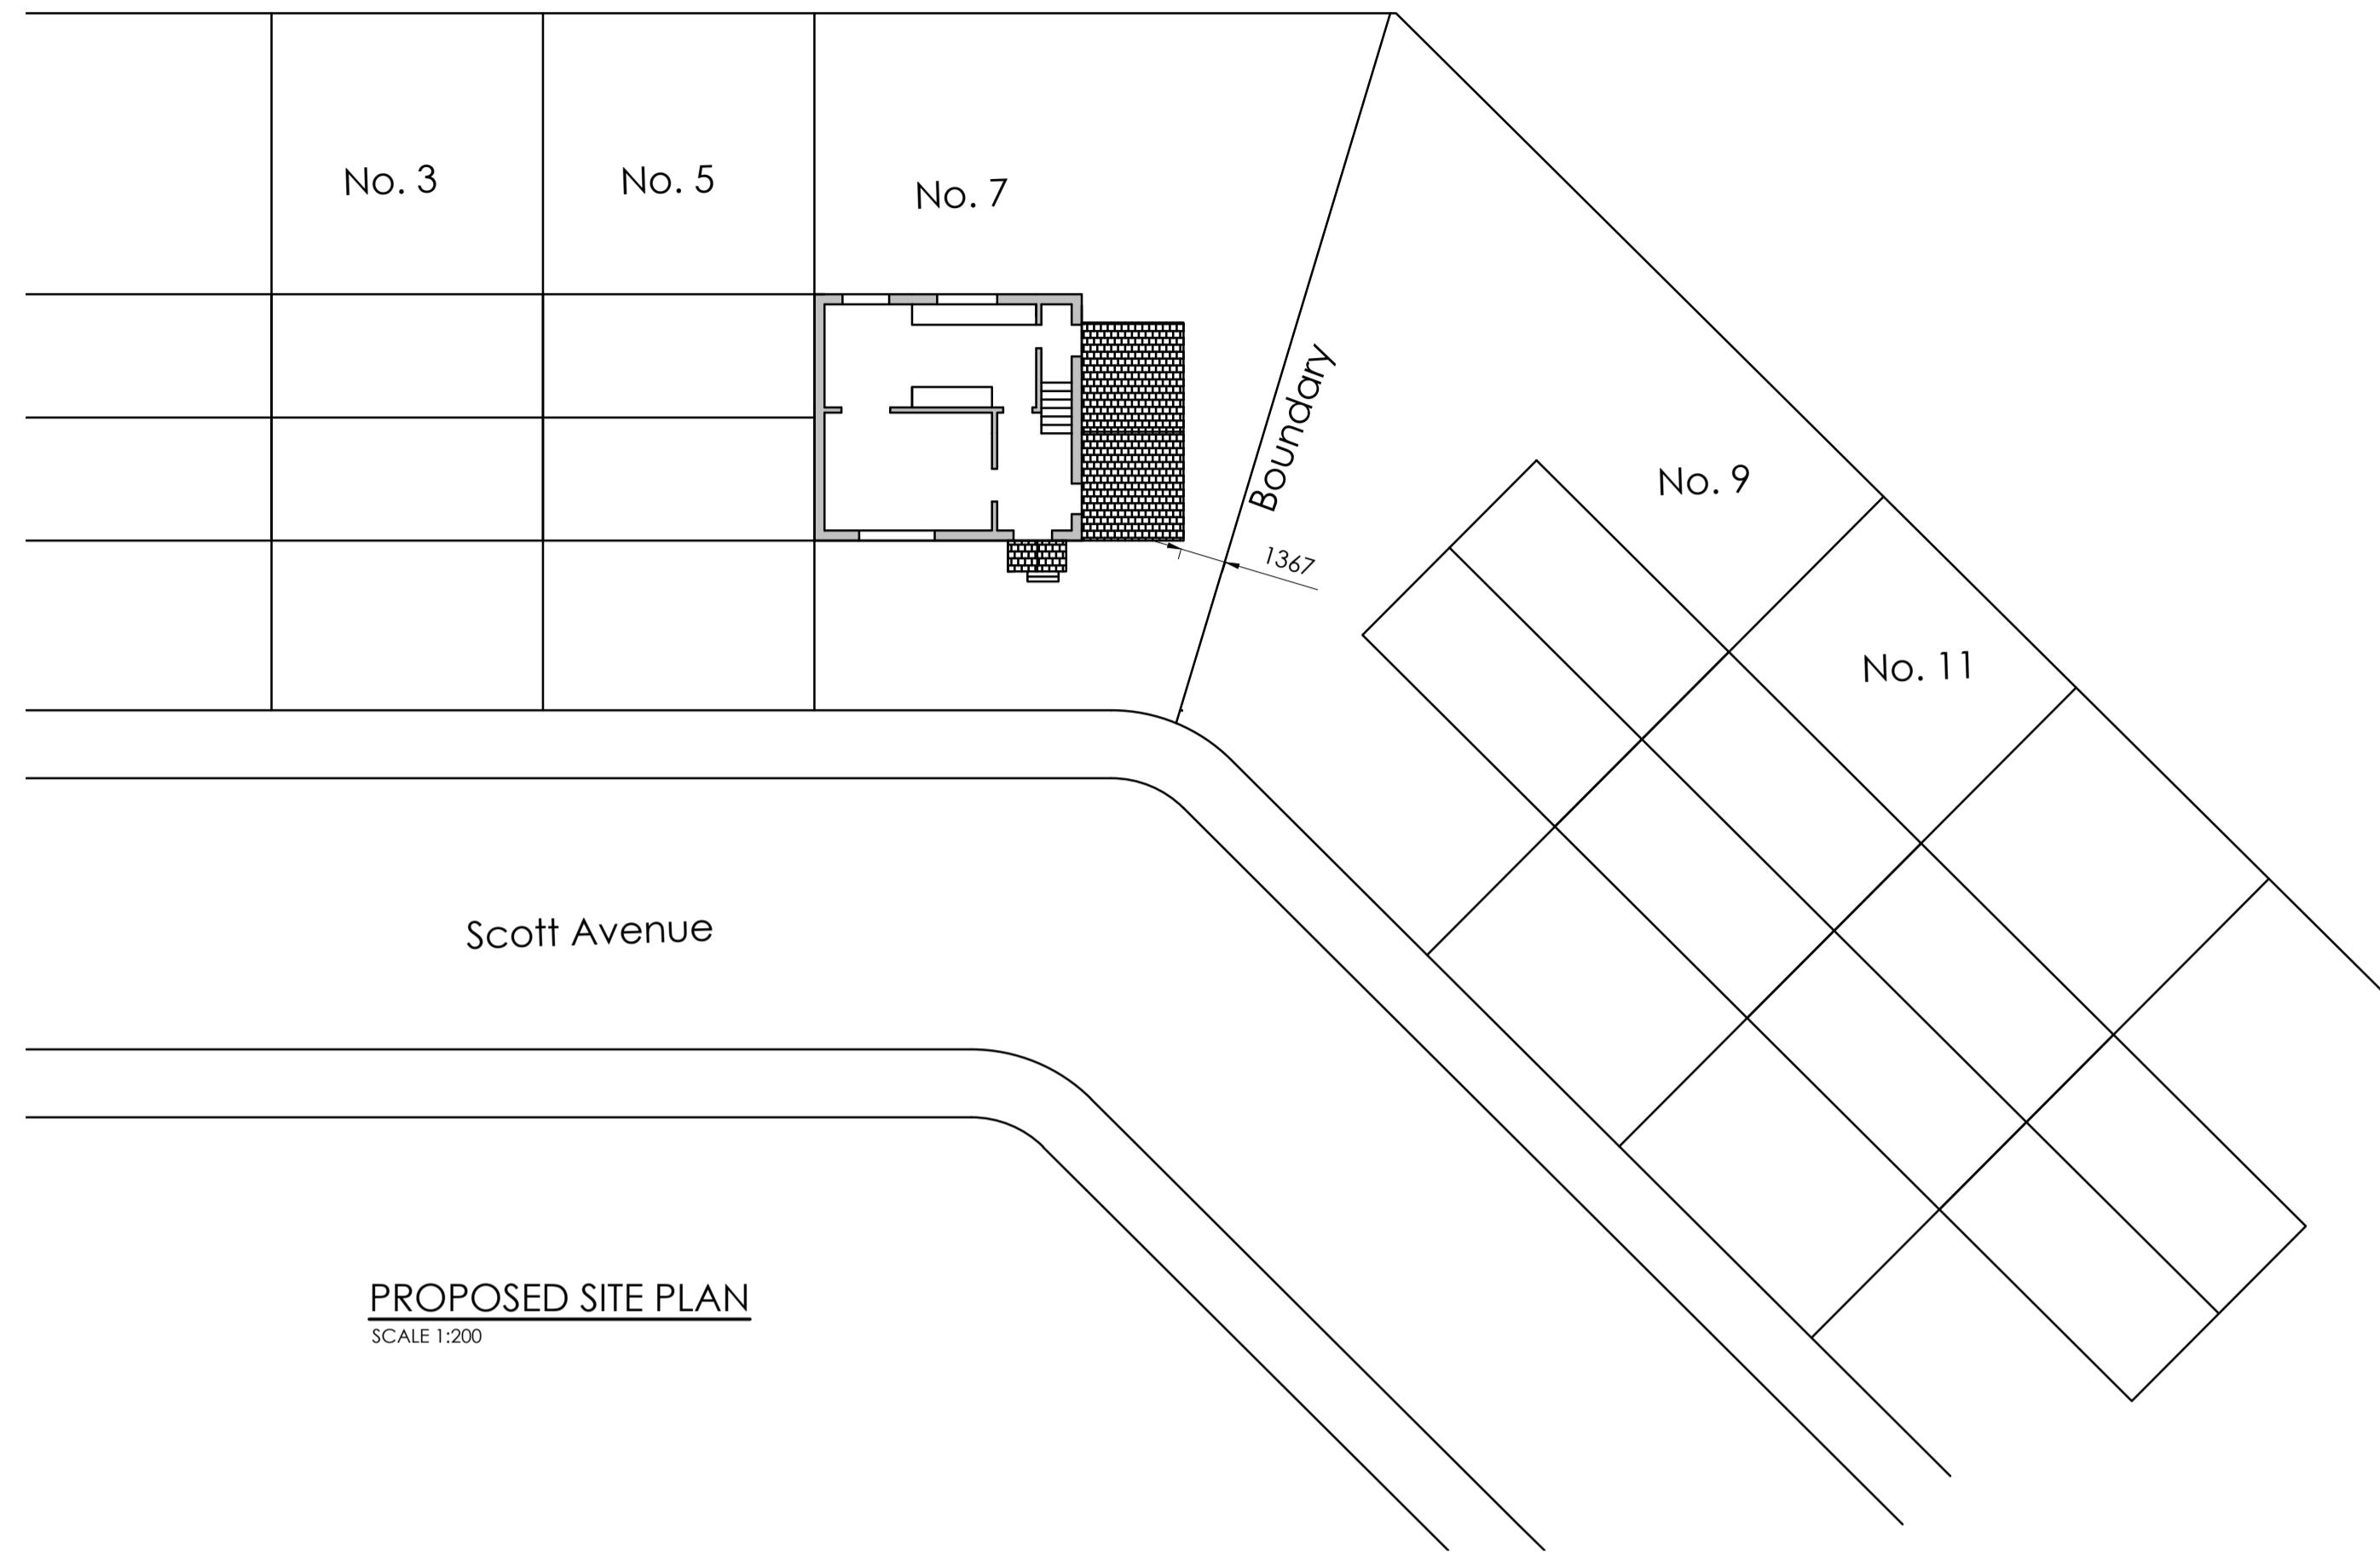 No. 3
No. 5
No. 7
Boundary
1367
No. 9
No. 11
Scott Avenue
PROPOSED SITE PLAN
SCALE 1:200